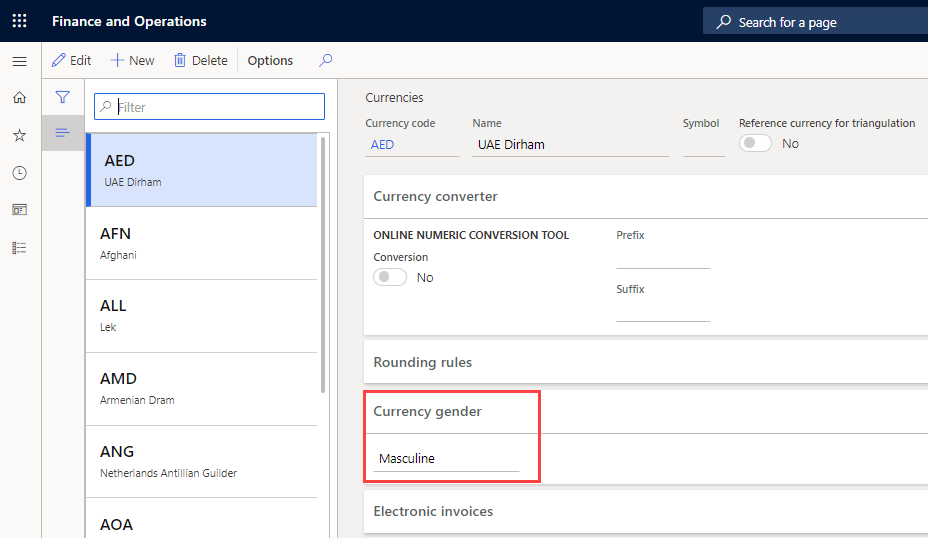 Finance and Operations
Search for a page
Edit
New
Delete
Options
Filter
AED
UAE Dirham
AFN
Afghani
ALL
Lek
AMD
Armenian Dram
ANG
Netherlands Antillian Guilder
AOA
Currencies
Currency code
Name
Symbol
Reference currency for triangulation
AED
UAE Dirham
No
Currency converter
ONLINE NUMERIC CONVERSION TOOL
Prefix
Conversion
No
Suffix
Rounding rules
Currency gender
Masculine
Electronic invoices